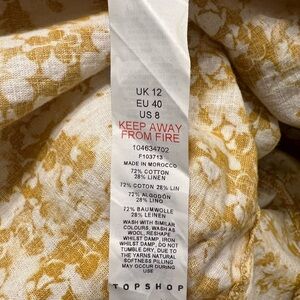 UK 12
EU 40
US 8
KEEP AWAY
FROM FIRE
104634702
F103713
MADE IN MOROCCO
72% COTTON
28% LINEN
72% COTON 28% LIN
72% ALGODÓN
28% LINO
72% BAUMWOLLE
28% LEINEN
WASH WITH SIMILAR
COLOURS, WASH AS
WOOL RESHAPE
WHILST DAMP, IRON
WHILST DAMP, DO NOT
TUMBLE DRY, DUE TO
THE YARNS NATURAL
SOFTNESS PILLING
MAY OCCUR DURING
USE
TOPSHOP